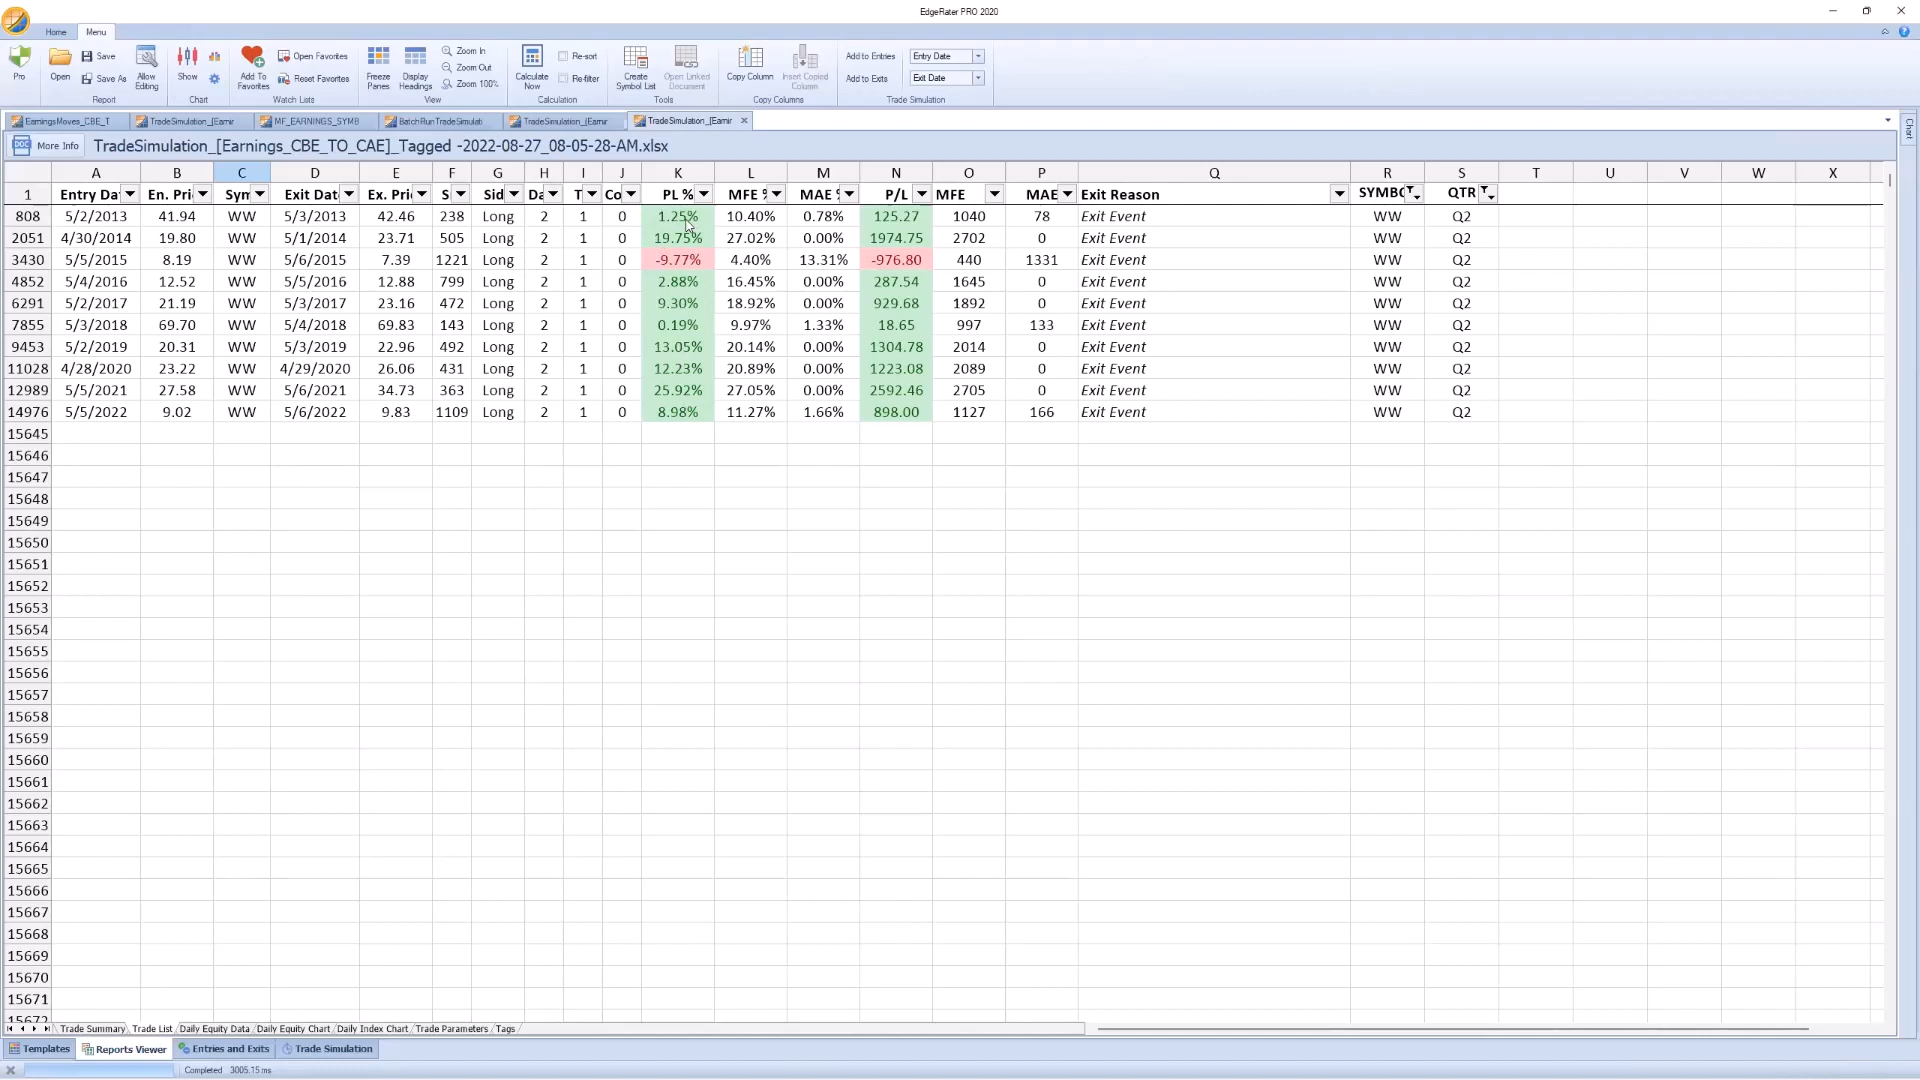 EdgeRater PRO 2020
Home Menu
Pro Open Save Save As Allow Editing Show Add To Favorites Open Favorites Reset Favorites Freeze Panes Display Headings Zoom In Zoom Out Zoom 100% Calculate Now Re-sort Re-filter Create Symbol List Open Linked Document Copy Column Insert Copied Column Add to Entries Entry Date Add to Exits Exit Date
Report Chart Watch Lists View Calculation Tools Copy Columns Trade Simulation
EarningsMoves_CBE_T TradeSimulation_[Earnir MF_EARNINGS_SYMB BatchRunTradeSimulati TradeSimulation_[Earnir TradeSimulation_[Earnir Chart
DOC More Info TradeSimulation_[Earnings_CBE_TO_CAE]_Tagged -2022-08-27_08-05-28-AM.xlsx
A B C D E F G H I J K L M N O P Q R S T U V W X
1 Entry Da En. Pri Sym Exit Dat Ex. Pri S Sid Da T Co PL % MFE % MAE % P/L MFE MAE Exit Reason SYMBO QTR
808 5/2/2013 41.94 WW 5/3/2013 42.46 238 Long 2 1 0 1.25% 10.40% 0.78% 125.27 1040 78 Exit Event WW Q2
2051 4/30/2014 19.80 WW 5/1/2014 23.71 505 Long 2 1 0 19.75% 27.02% 0.00% 1974.75 2702 0 Exit Event WW Q2
3430 5/5/2015 8.19 WW 5/6/2015 7.39 1221 Long 2 1 0 -9.77% 4.40% 13.31% -976.80 440 1331 Exit Event WW Q2
4852 5/4/2016 12.52 WW 5/5/2016 12.88 799 Long 2 1 0 2.88% 16.45% 0.00% 287.54 1645 0 Exit Event WW Q2
6291 5/2/2017 21.19 WW 5/3/2017 23.16 472 Long 2 1 0 9.30% 18.92% 0.00% 929.68 1892 0 Exit Event WW Q2
7855 5/3/2018 69.70 WW 5/4/2018 69.83 143 Long 2 1 0 0.19% 9.97% 1.33% 18.65 997 133 Exit Event WW Q2
9453 5/2/2019 20.31 WW 5/3/2019 22.96 492 Long 2 1 0 13.05% 20.14% 0.00% 1304.78 2014 0 Exit Event WW Q2
11028 4/28/2020 23.22 WW 4/29/2020 26.06 431 Long 2 1 0 12.23% 20.89% 0.00% 1223.08 2089 0 Exit Event WW Q2
12989 5/5/2021 27.58 WW 5/6/2021 34.73 363 Long 2 1 0 25.92% 27.05% 0.00% 2592.46 2705 0 Exit Event WW Q2
14976 5/5/2022 9.02 WW 5/6/2022 9.83 1109 Long 2 1 0 8.98% 11.27% 1.66% 898.00 1127 166 Exit Event WW Q2
15645
15646
15647
15648
15649
15650
15651
15652
15653
15654
15655
15656
15657
15658
15659
15660
15661
15662
15663
15664
15665
15666
15667
15668
15669
15670
15671
15672
Trade Summary Trade List Daily Equity Data Daily Equity Chart Daily Index Chart Trade Parameters Tags
Templates Reports Viewer Entries and Exits Trade Simulation
Completed 3005.15 ms